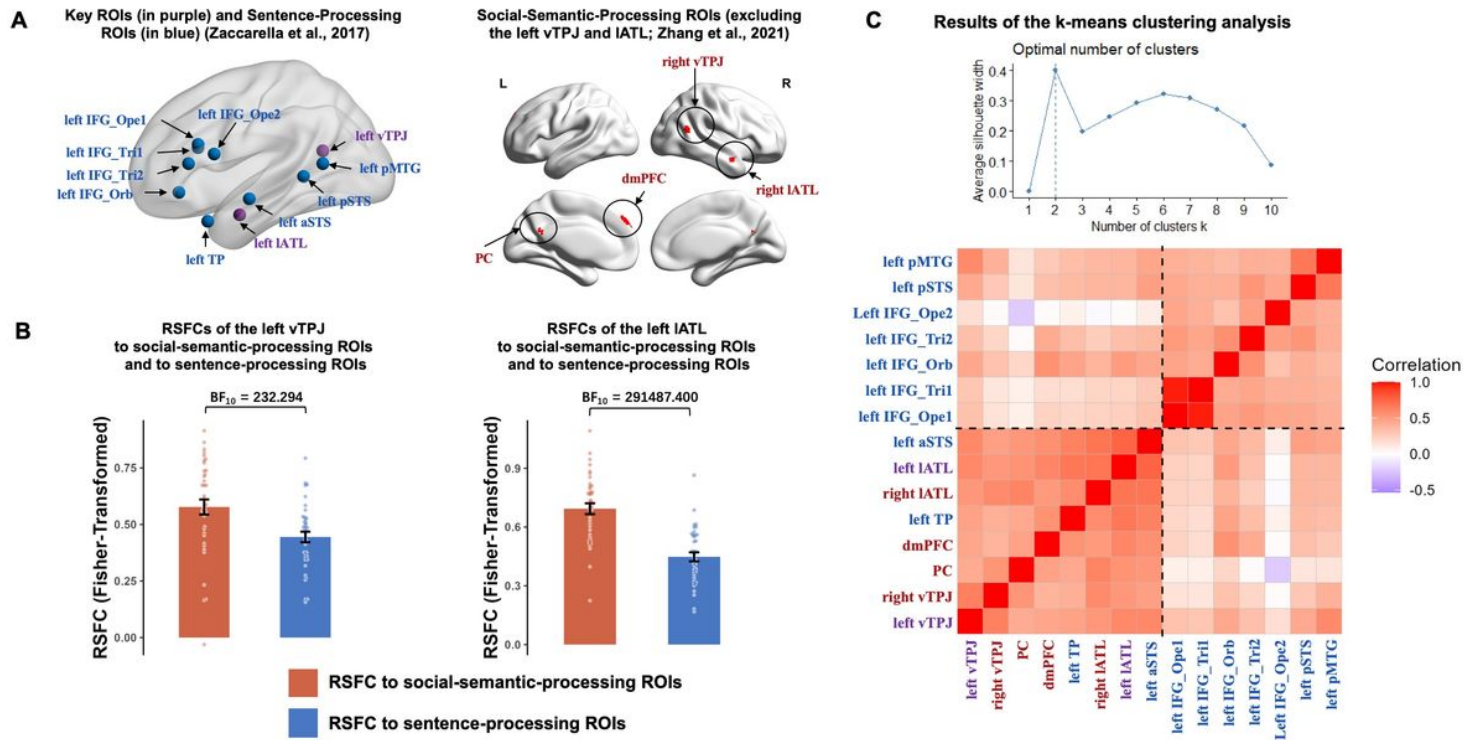 A
Key ROIs (in purple) and Sentence-Processing
ROIs (in blue) (Zaccarella et al., 2017)
left IFG_Ope1
left IFG_Ope2
left IFG_Tri1
left IFG_Tri2
left IFG_Orb
left vTPJ
left pMTG
left pSTS
left aSTS
left lATL
left TP
Social-Semantic-Processing ROIs (excluding
the left vTPJ and lATL; Zhang et al., 2021)
right vTPJ
L
R
right lATL
dmPFC
PC
B
RSFCs of the left vTPJ
to social-semantic-processing ROIs
and to sentence-processing ROIs
BF₁₀ = 232.294
RSFC (Fisher-Transformed)
0.75
0.50
0.25
0.00
RSFCs of the left lATL
to social-semantic-processing ROIs
and to sentence-processing ROIs
BF₁₀ = 291487.400
RSFC (Fisher-Transformed)
0.9
0.6
0.3
0.0
RSFC to social-semantic-processing ROIs
RSFC to sentence-processing ROIs
C
Results of the k-means clustering analysis
Optimal number of clusters
Average silhouette width
0.4
0.3
0.2
0.1
0.0
1 2 3 4 5 6 7 8 9 10
Number of clusters k
left pMTG
left pSTS
Left IFG_Ope2
left IFG_Tri2
left IFG_Orb
left IFG_Tri1
left IFG_Ope1
left aSTS
left lATL
right lATL
left TP
dmPFC
PC
right vTPJ
left vTPJ
left vTPJ
right vTPJ
PC
dmPFC
left TP
right lATL
left lATL
left aSTS
left IFG_Ope1
left IFG_Tri1
left IFG_Orb
left IFG_Tri2
Left IFG_Ope2
left pSTS
left pMTG
Correlation
1.0
0.5
0.0
-0.5